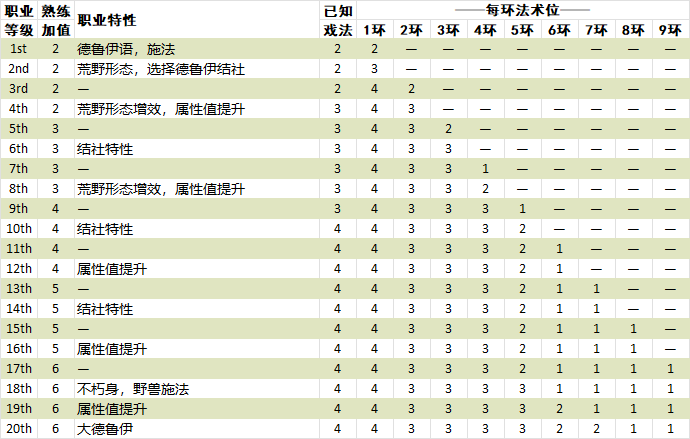 职业等级 熟练加值 职业特性 已知戏法 ——每环法术位——
1环 2环 3环 4环 5环 6环 7环 8环 9环
1st 2 德鲁伊语，施法 2 2 — — — — — — — —
2nd 2 荒野形态，选择德鲁伊结社 2 3 — — — — — — — —
3rd 2 — 2 4 2 — — — — — — —
4th 2 荒野形态增效，属性值提升 3 4 3 — — — — — — —
5th 3 — 3 4 3 2 — — — — — —
6th 3 结社特性 3 4 3 3 — — — — — —
7th 3 — 3 4 3 3 1 — — — — —
8th 3 荒野形态增效，属性值提升 3 4 3 3 2 — — — — —
9th 4 — 3 4 3 3 3 1 — — — —
10th 4 结社特性 4 4 3 3 3 2 — — — —
11th 4 — 4 4 3 3 3 2 1 — — —
12th 4 属性值提升 4 4 3 3 3 2 1 — — —
13th 5 — 4 4 3 3 3 2 1 1 — —
14th 5 结社特性 4 4 3 3 3 2 1 1 — —
15th 5 — 4 4 3 3 3 2 1 1 1 —
16th 5 属性值提升 4 4 3 3 3 2 1 1 1 —
17th 6 — 4 4 3 3 3 2 1 1 1 1
18th 6 不朽身，野兽施法 4 4 3 3 3 3 1 1 1 1
19th 6 属性值提升 4 4 3 3 3 3 2 1 1 1
20th 6 大德鲁伊 4 4 3 3 3 3 2 2 1 1